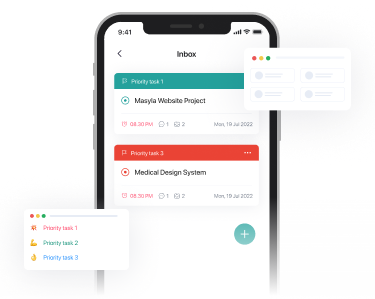 9:41
Inbox
Priority task 1
Masyla Website Project
08.30 PM 1 2 Mon, 19 Jul 2022
Priority task 3
Medical Design System
08.30 PM 1 2 Mon, 19 Jul 2022
Priority task 1
Priority task 2
Priority task 3